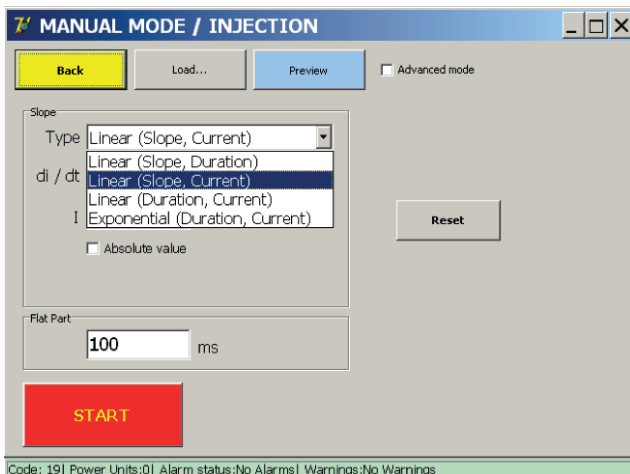 MANUAL MODE / INJECTION
Back
Load...
Preview
Advanced mode
Slope
Type Linear (Slope, Current)
Linear (Slope, Duration)
di / dt Linear (Slope, Current)
Linear (Duration, Current)
I Exponential (Duration, Current)
Absolute value
Reset
Flat Part
100 ms
START
Code: 19| Power Units:0| Alarm status:No Alarms| Warnings:No Warnings